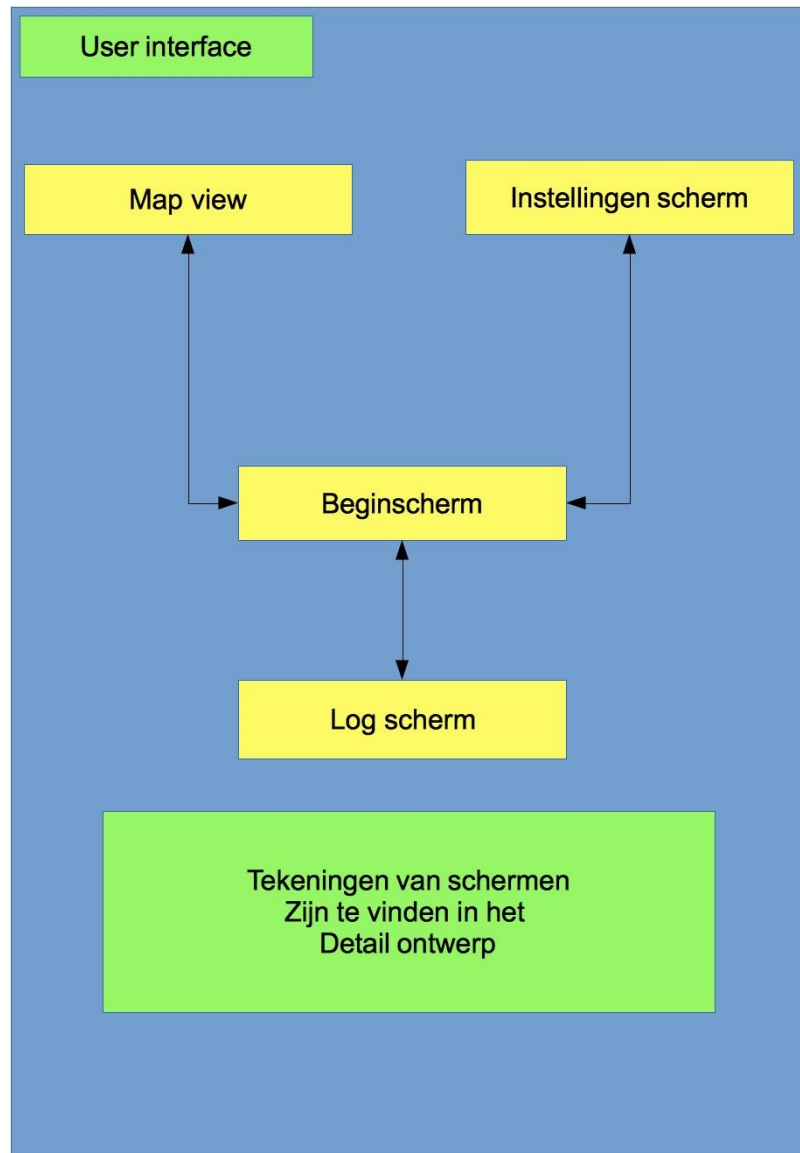 User interface
Map view
Instellingen scherm
Beginscherm
Log scherm
Tekeningen van schermen
Zijn te vinden in het
Detail ontwerp